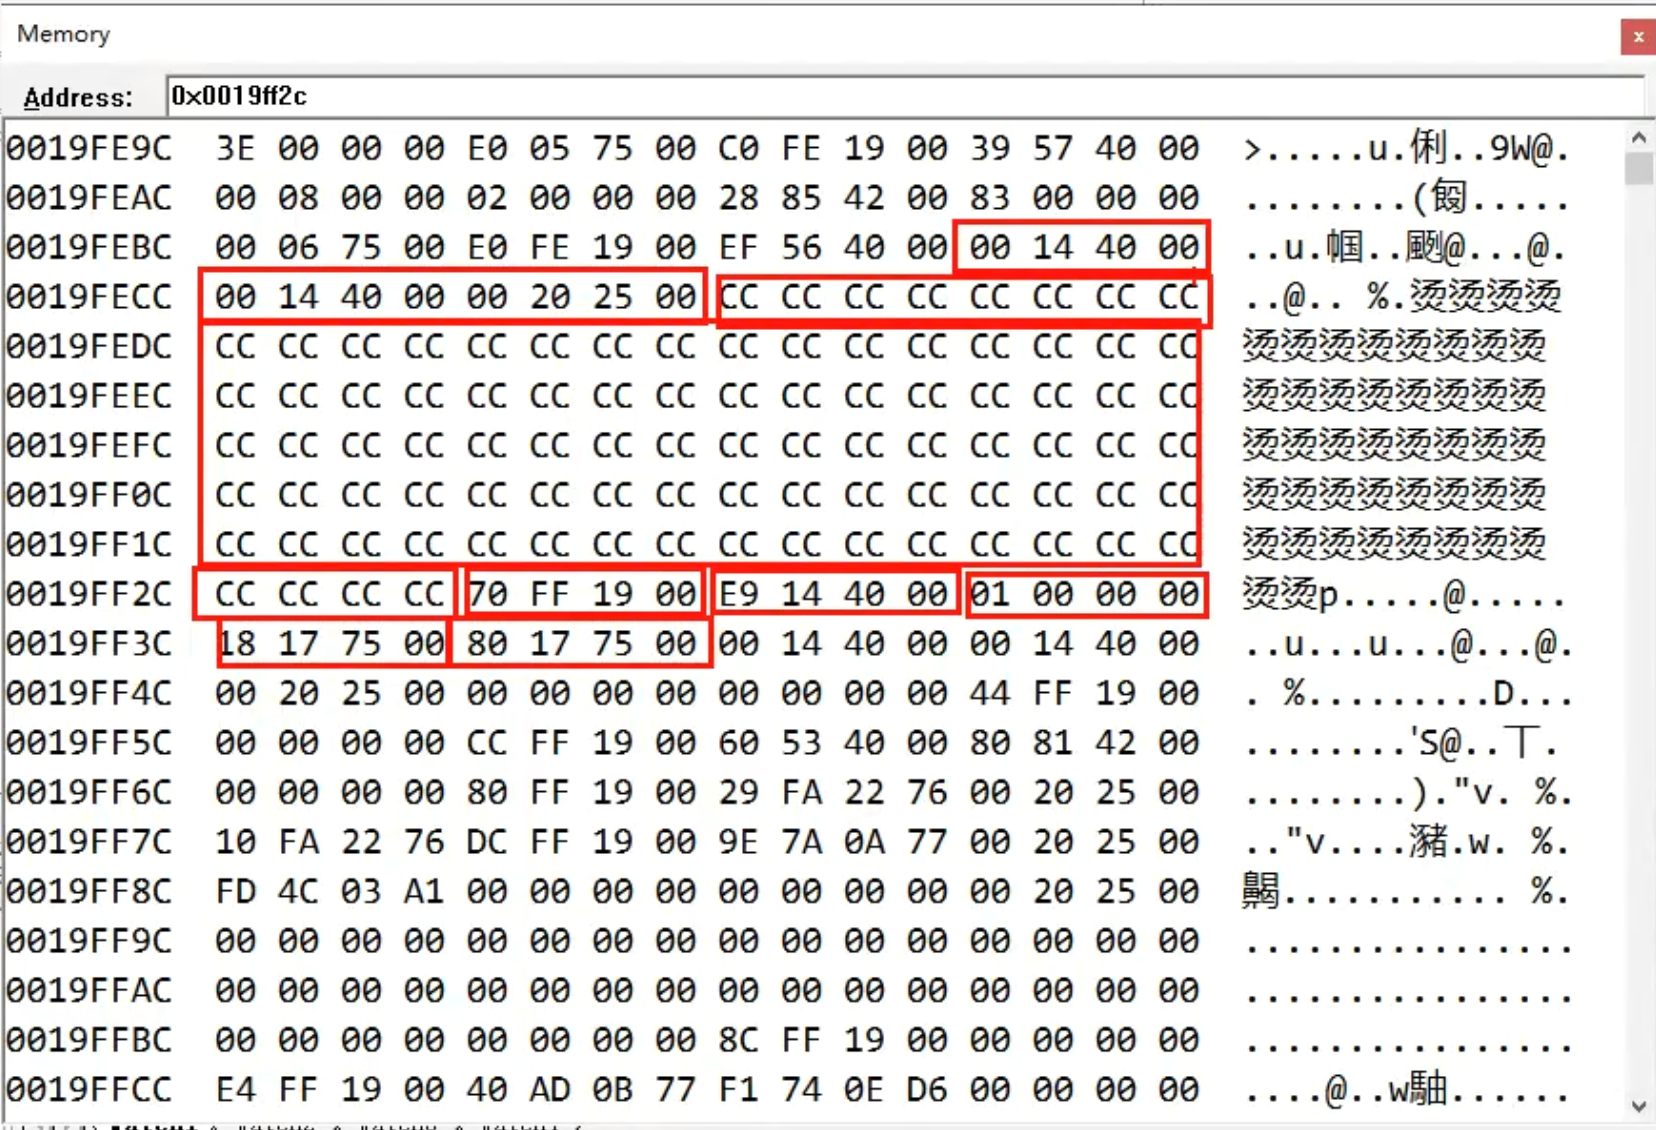 Memory
x
Address: 0x0019ff2c
0019FE9C 3E 00 00 00 E0 05 75 00 C0 FE 19 00 39 57 40 00 >.....u.俐..9W@.
0019FEAC 00 08 00 00 02 00 00 00 28 85 42 00 83 00 00 00 ........(匓.....
0019FEBC 00 06 75 00 E0 FE 19 00 EF 56 40 00 00 14 40 00 ..u.帼..颲@...@.
0019FECC 00 14 40 00 00 20 25 00 CC CC CC CC CC CC CC CC ..@.. %.烫烫烫烫
0019FEDC CC CC CC CC CC CC CC CC CC CC CC CC CC CC CC CC 烫烫烫烫烫烫烫烫
0019FEEC CC CC CC CC CC CC CC CC CC CC CC CC CC CC CC CC 烫烫烫烫烫烫烫烫
0019FEFC CC CC CC CC CC CC CC CC CC CC CC CC CC CC CC CC 烫烫烫烫烫烫烫烫
0019FF0C CC CC CC CC CC CC CC CC CC CC CC CC CC CC CC CC 烫烫烫烫烫烫烫烫
0019FF1C CC CC CC CC CC CC CC CC CC CC CC CC CC CC CC CC 烫烫烫烫烫烫烫烫
0019FF2C CC CC CC CC 70 FF 19 00 E9 14 40 00 01 00 00 00 烫烫p.....@.....
0019FF3C 18 17 75 00 80 17 75 00 00 14 40 00 00 14 40 00 ..u...u...@...@.
0019FF4C 00 20 25 00 00 00 00 00 00 00 00 00 44 FF 19 00 . %.........D...
0019FF5C 00 00 00 00 CC FF 19 00 60 53 40 00 80 81 42 00 ........'S@..丅.
0019FF6C 00 00 00 00 80 FF 19 00 29 FA 22 76 00 20 25 00 ........)."v. %.
0019FF7C 10 FA 22 76 DC FF 19 00 9E 7A 0A 77 00 20 25 00 .."v....瀦.w. %.
0019FF8C FD 4C 03 A1 00 00 00 00 00 00 00 00 00 20 25 00 ........... %.
0019FF9C 00 00 00 00 00 00 00 00 00 00 00 00 00 00 00 00 ................
0019FFAC 00 00 00 00 00 00 00 00 00 00 00 00 00 00 00 00 ................
0019FFBC 00 00 00 00 00 00 00 00 8C FF 19 00 00 00 00 00 ................
0019FFCC E4 FF 19 00 40 AD 0B 77 F1 74 0E D6 00 00 00 00 ....@..w駎......